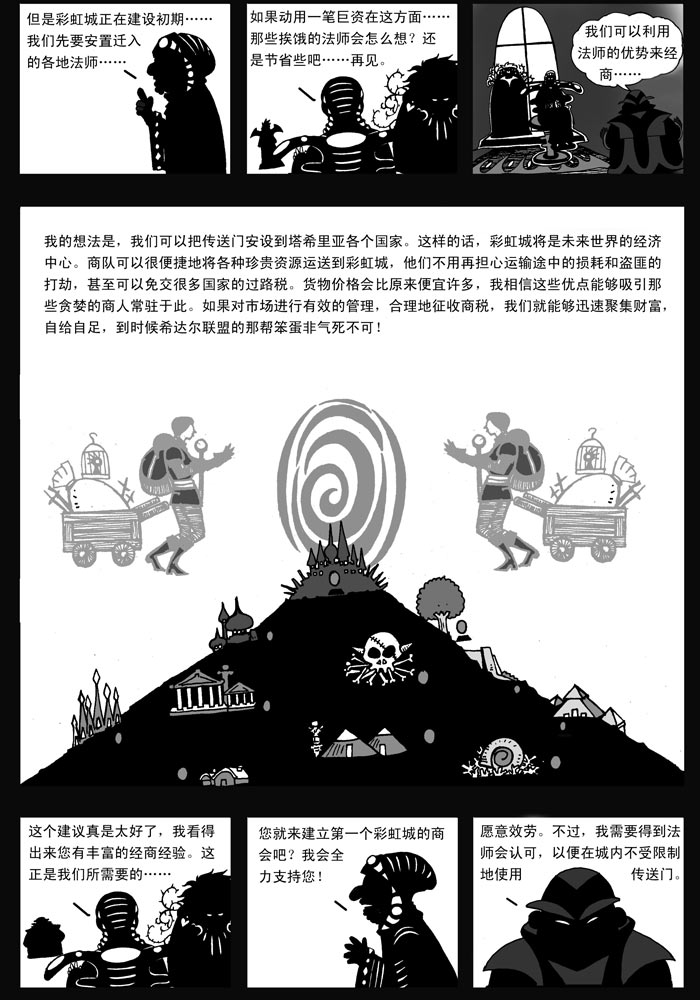 但是彩虹城正在建设初期……
我们先要安置迁入
的各地法师……
如果动用一笔巨资在这方面……
那些挨饿的法师会怎么想？还
是节省些吧……再见。
我们可以利用
法师的优势来经
商……
我的想法是，我们可以把传送门安设到塔希里亚各个国家。这样的话，彩虹城将是未来世界的经济
中心。商队可以很便捷地将各种珍贵资源运送到彩虹城，他们不用再担心运输途中的损耗和盗匪的
打劫，甚至可以免交很多国家的过路税。货物价格会比原来便宜许多，我相信这些优点能够吸引那
些贪婪的商人常驻于此。如果对市场进行有效的管理，合理地征收商税，我们就能够迅速聚集财富，
自给自足，到时候希达尔联盟的那帮笨蛋非气死不可！
这个建议真是太好了，我看得
出来您有丰富的经商经验。这
正是我们所需要的……
您就来建立第一个彩虹城的商
会吧？我会全
力支持您！
愿意效劳。不过，我需要得到法
师会认可，以便在城内不受限制
地使用 传送门。